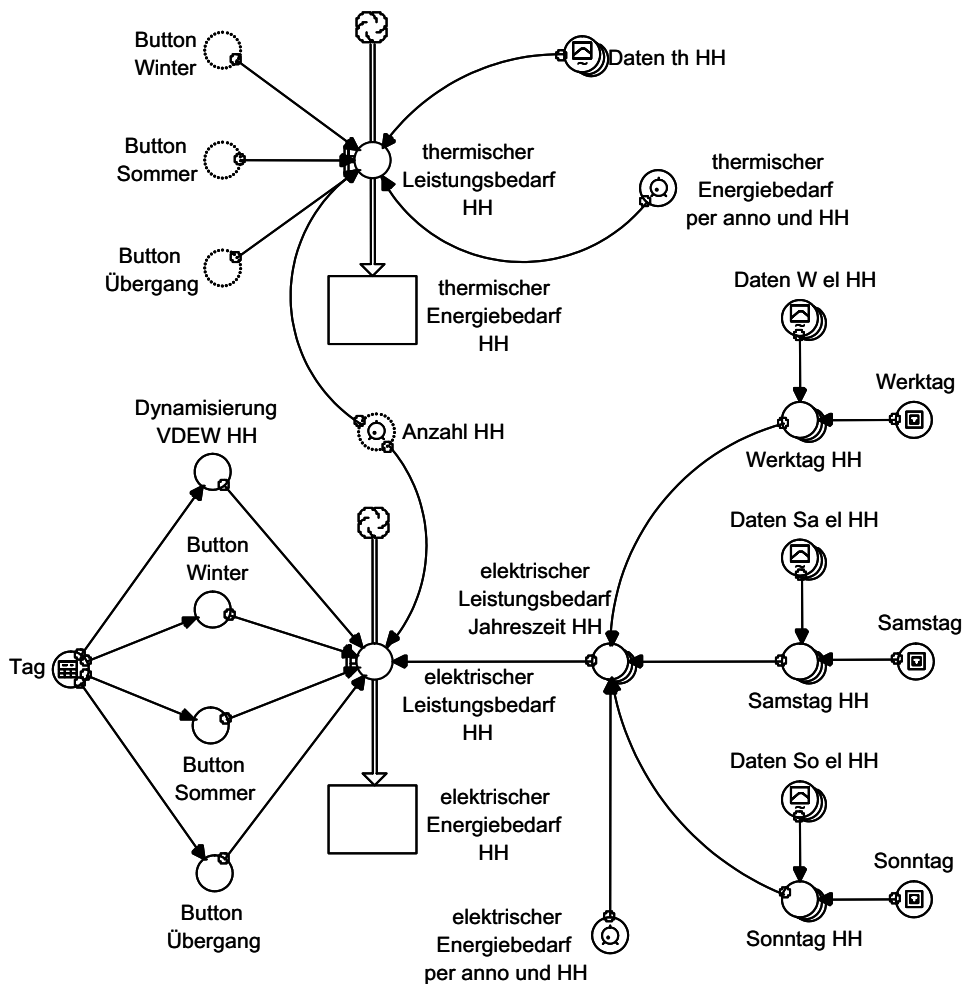 Button
Winter
Daten th HH
Button
Sommer
thermischer
Leistungsbedarf
HH
thermischer
Energiebedarf
per anno und HH
Button
Übergang
thermischer
Energiebedarf
HH
Daten W el HH
Werktag
Dynamisierung
VDEW HH
Anzahl HH
Werktag HH
Daten Sa el HH
Button
Winter
elektrischer
Leistungsbedarf
Jahreszeit HH
Samstag
Tag
elektrischer
Leistungsbedarf
HH
Samstag HH
Button
Sommer
Daten So el HH
elektrischer
Energiebedarf
HH
Sonntag
Button
Übergang
elektrischer
Energiebedarf
per anno und HH
Sonntag HH